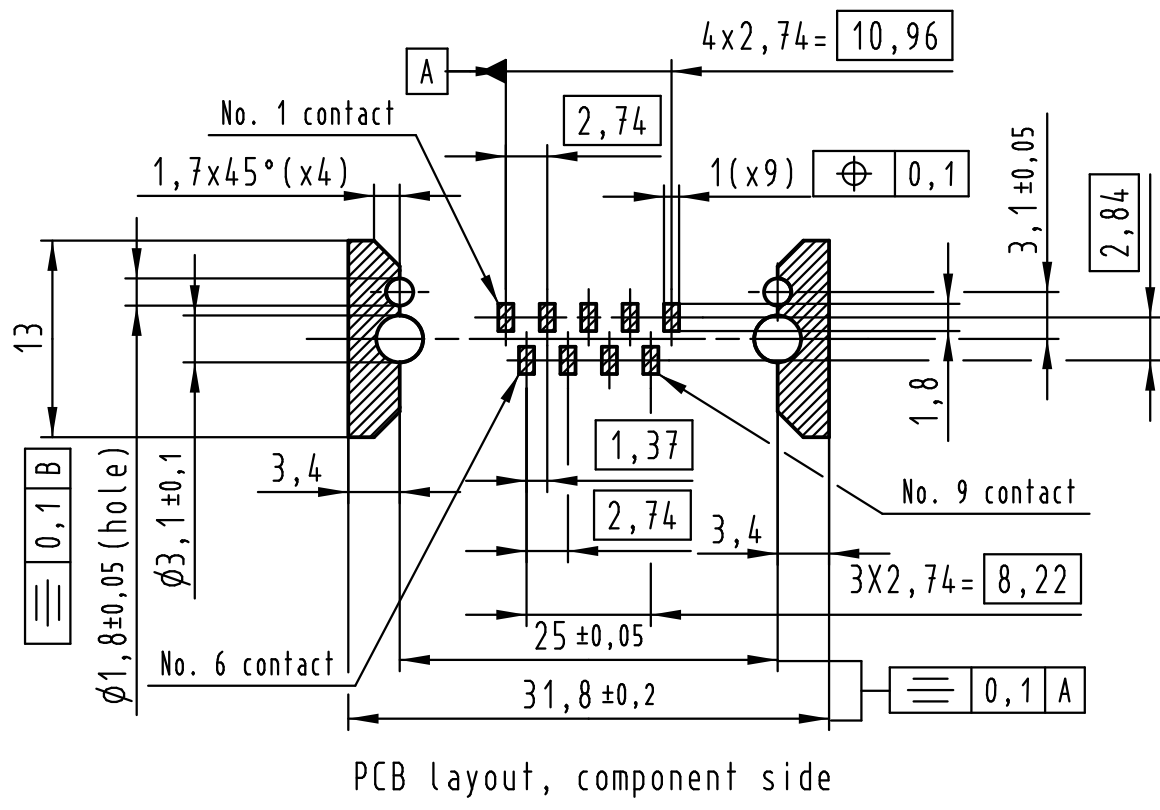 4x2,74= 10,96
A
No. 1 contact
2,74
1,7x45°(x4)
1(x9)
0,1
3,1±0,05
2,84
13
1,8
1,37
3,4
2,74
No. 9 contact
3,4
0,1 B
ø1,8±0,05(hole)
ø3,1±0,1
3X2,74= 8,22
25±0,05
No. 6 contact
31,8±0,2
0,1 A
PCB layout, component side